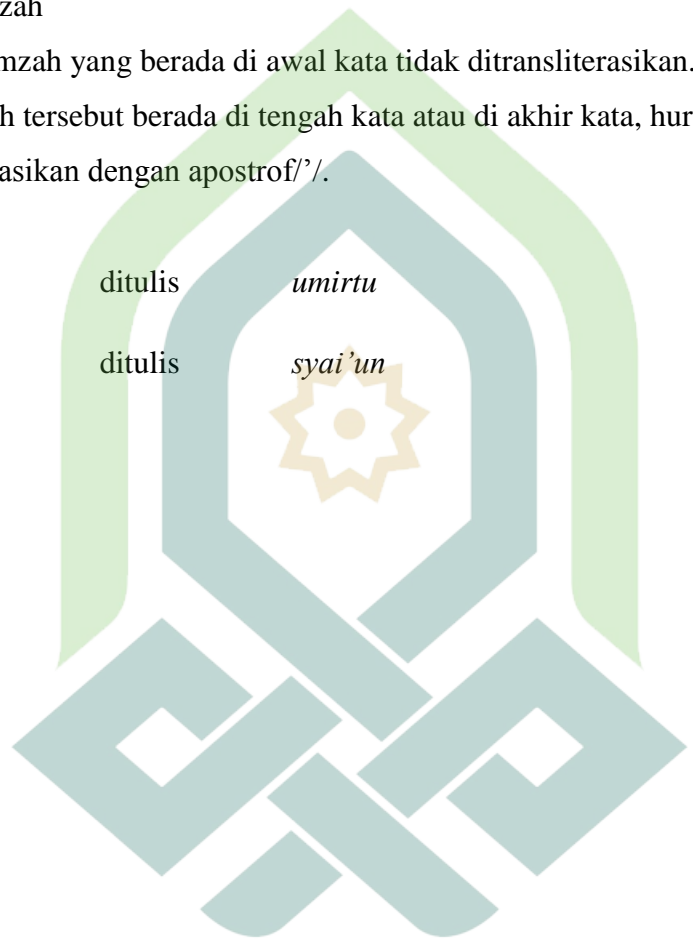 zah
mzah yang berada di awal kata tidak ditransliterasikan.
h tersebut berada di tengah kata atau di akhir kata, hur
asikan dengan apostrof/’/.
ditulis umirtu
ditulis syai’un